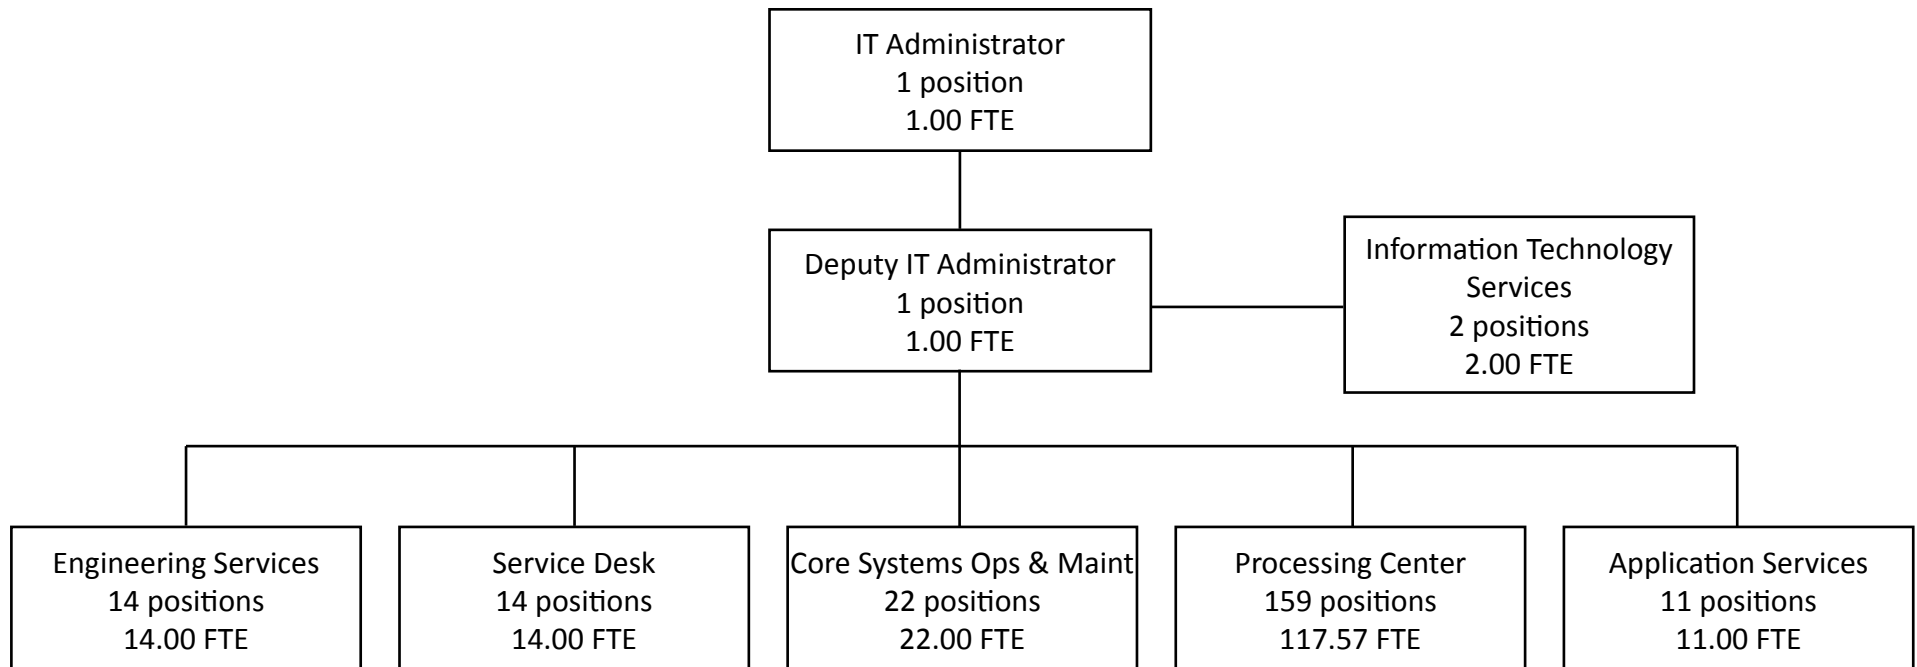 IT Administrator
1 position
1.00 FTE
Deputy IT Administrator
1 position
1.00 FTE
Information Technology
Services
2 positions
2.00 FTE
Engineering Services
14 positions
14.00 FTE
Service Desk
14 positions
14.00 FTE
Core Systems Ops & Maint
22 positions
22.00 FTE
Processing Center
159 positions
117.57 FTE
Application Services
11 positions
11.00 FTE